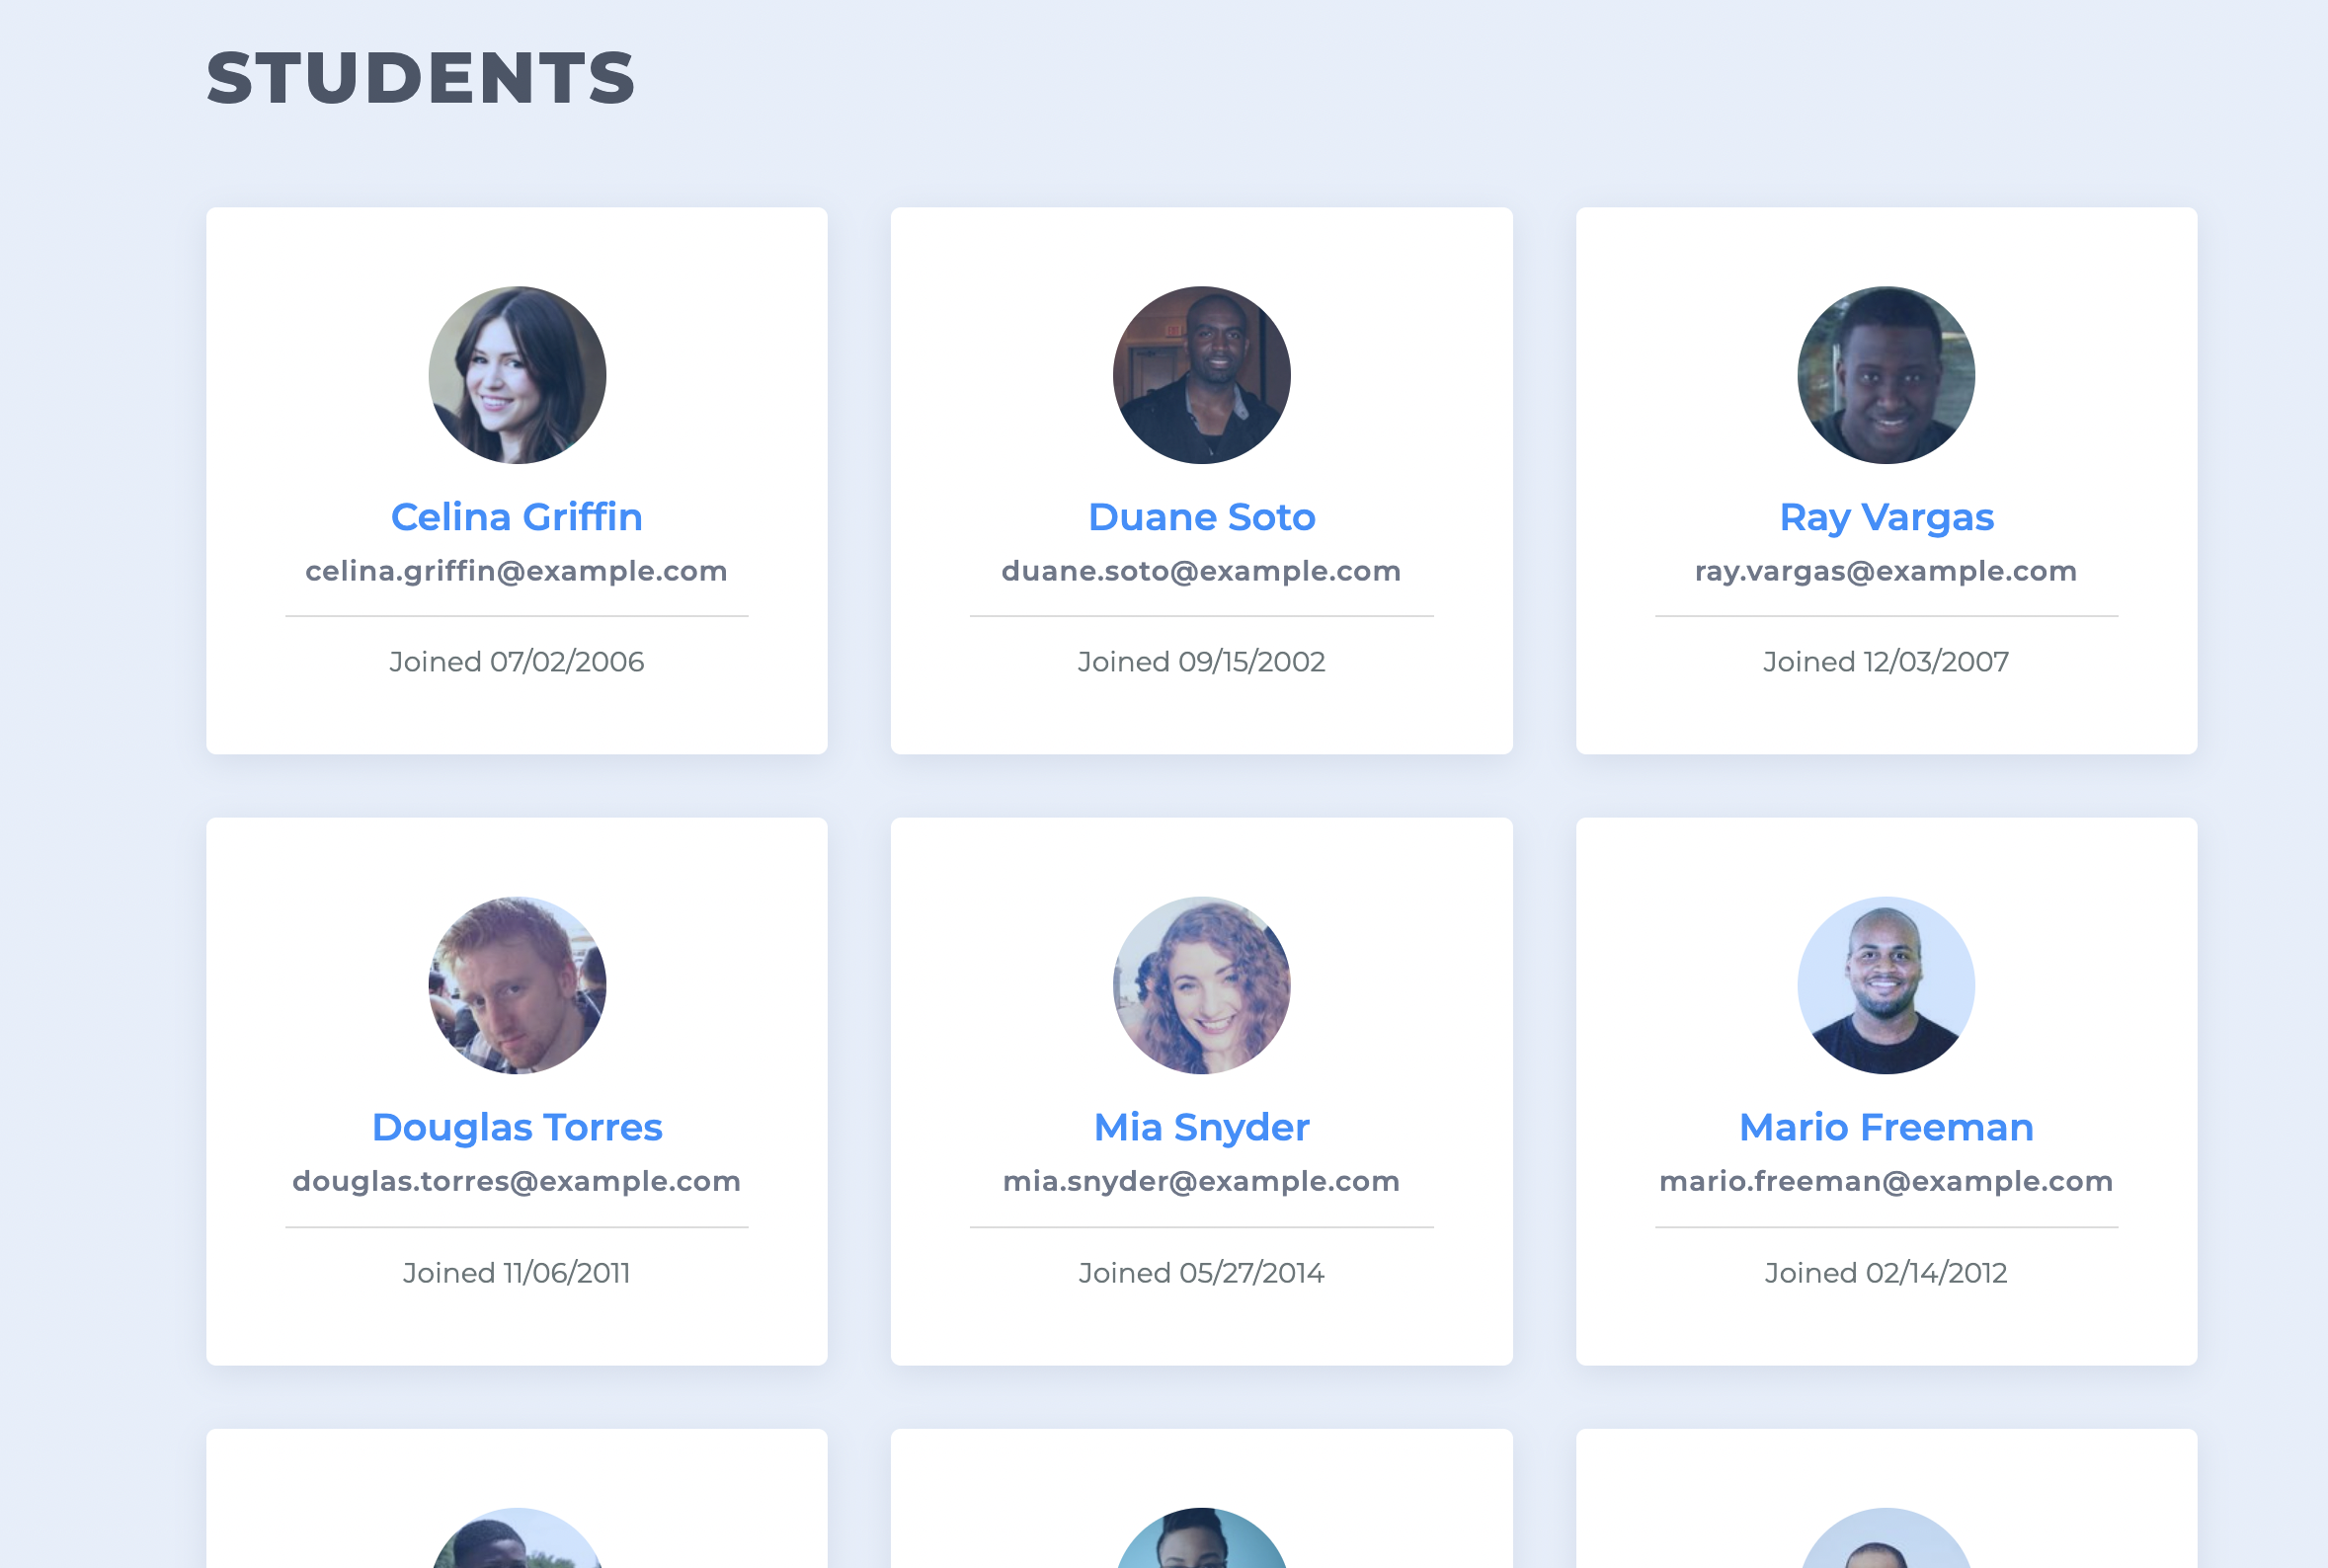 STUDENTS
Celina Griffin
celina.griffin@example.com
Joined 07/02/2006
Duane Soto
duane.soto@example.com
Joined 09/15/2002
Ray Vargas
ray.vargas@example.com
Joined 12/03/2007
Douglas Torres
douglas.torres@example.com
Joined 11/06/2011
Mia Snyder
mia.snyder@example.com
Joined 05/27/2014
Mario Freeman
mario.freeman@example.com
Joined 02/14/2012